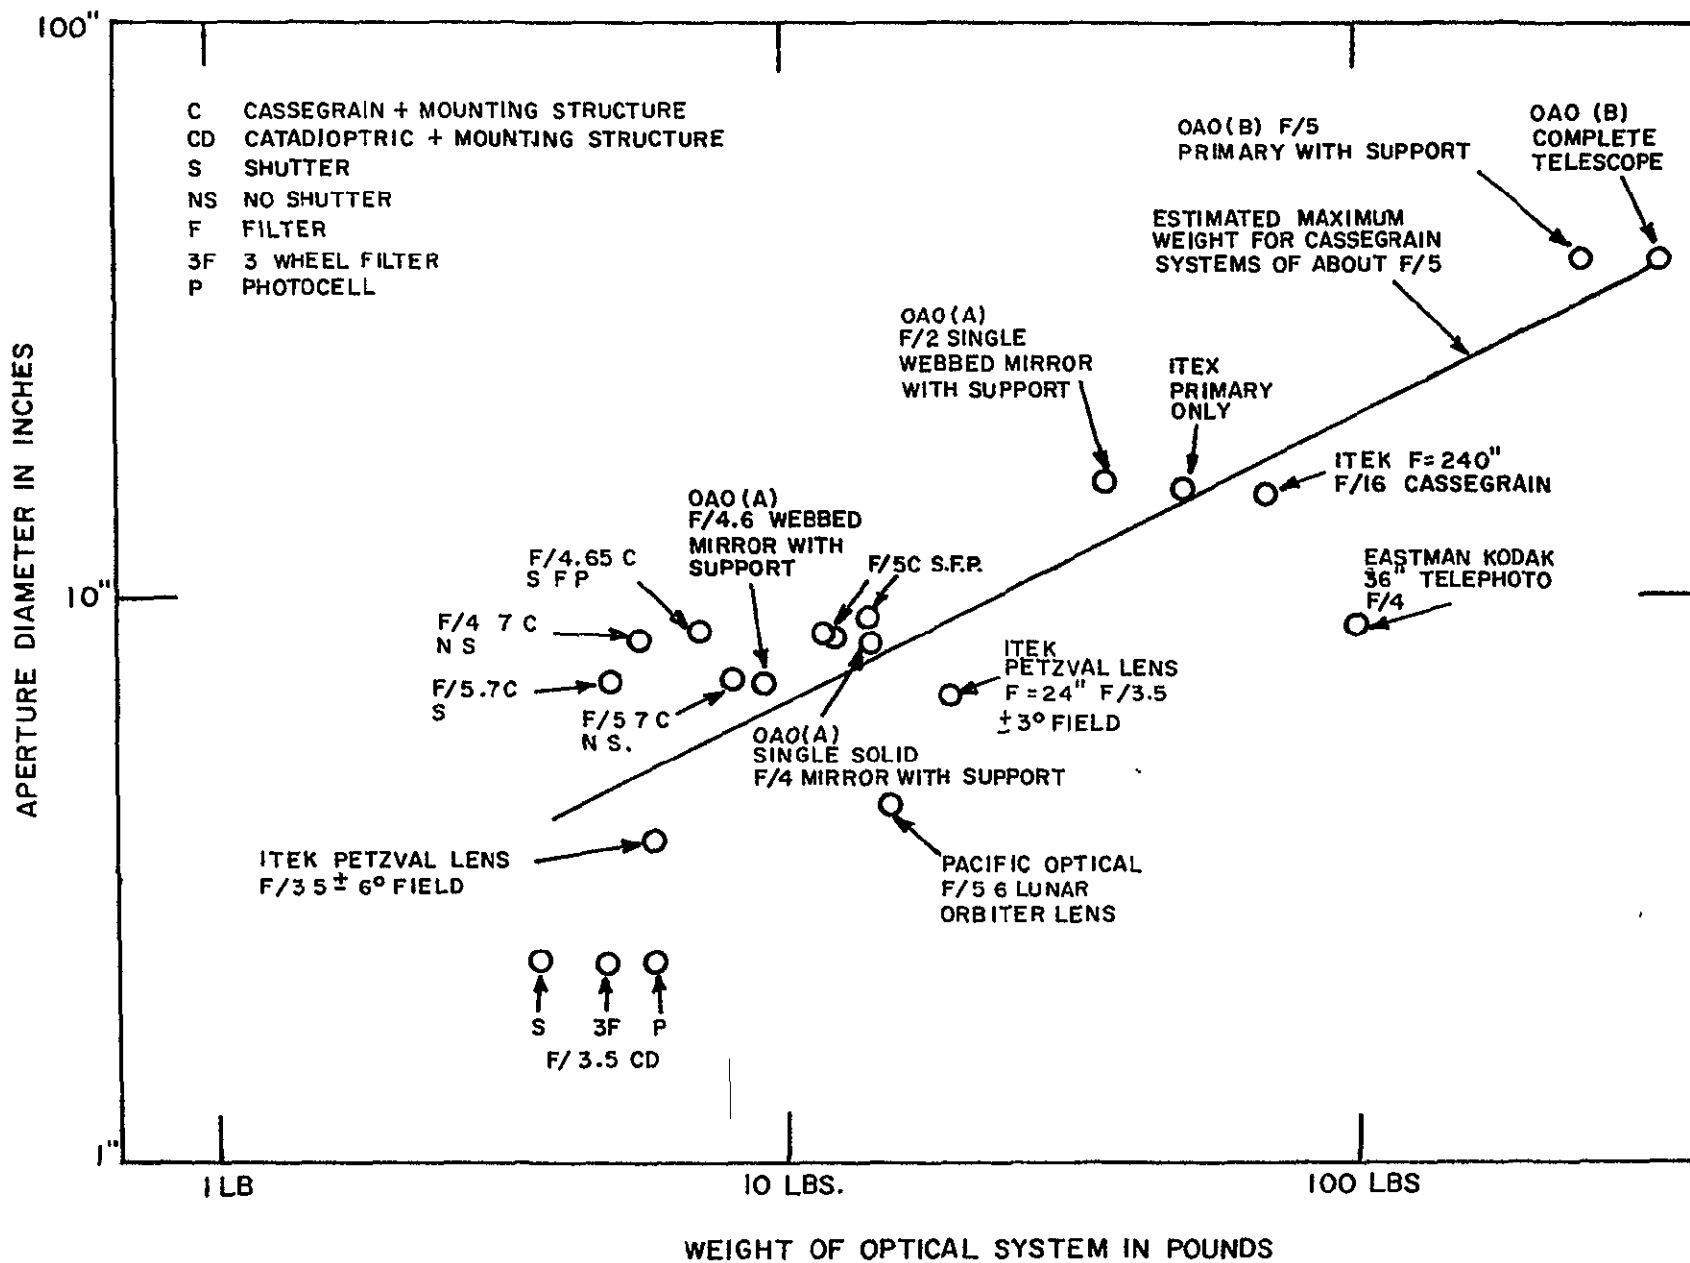 100"
C CASSEGRAIN + MOUNTING STRUCTURE
CD CATADIOPTRIC + MOUNTING STRUCTURE
S SHUTTER
NS NO SHUTTER
F FILTER
3F 3 WHEEL FILTER
P PHOTOCELL
OAO(B) F/5
PRIMARY WITH SUPPORT
OAO (B)
COMPLETE
TELESCOPE
ESTIMATED MAXIMUM
WEIGHT FOR CASSEGRAIN
SYSTEMS OF ABOUT F/5
OAO(A)
F/2 SINGLE
WEBBED MIRROR
WITH SUPPORT
ITEX
PRIMARY
ONLY
ITEK F=240"
F/16 CASSEGRAIN
OAO(A)
F/4.6 WEBBED
MIRROR WITH
SUPPORT
F/4.65 C
S F P
F/5C S.F.P.
EASTMAN KODAK
36" TELEPHOTO
F/4
10"
F/4 7 C
N S
F/5.7C
S
F/5 7 C
N S.
ITEK
PETZVAL LENS
F=24" F/3.5
±3° FIELD
OAO(A)
SINGLE SOLID
F/4 MIRROR WITH SUPPORT
ITEK PETZVAL LENS
F/3 5 ± 6° FIELD
PACIFIC OPTICAL
F/5 6 LUNAR
ORBITER LENS
S 3F P
F/3.5 CD
1"
1 LB 10 LBS. 100 LBS
WEIGHT OF OPTICAL SYSTEM IN POUNDS
APERTURE DIAMETER IN INCHES